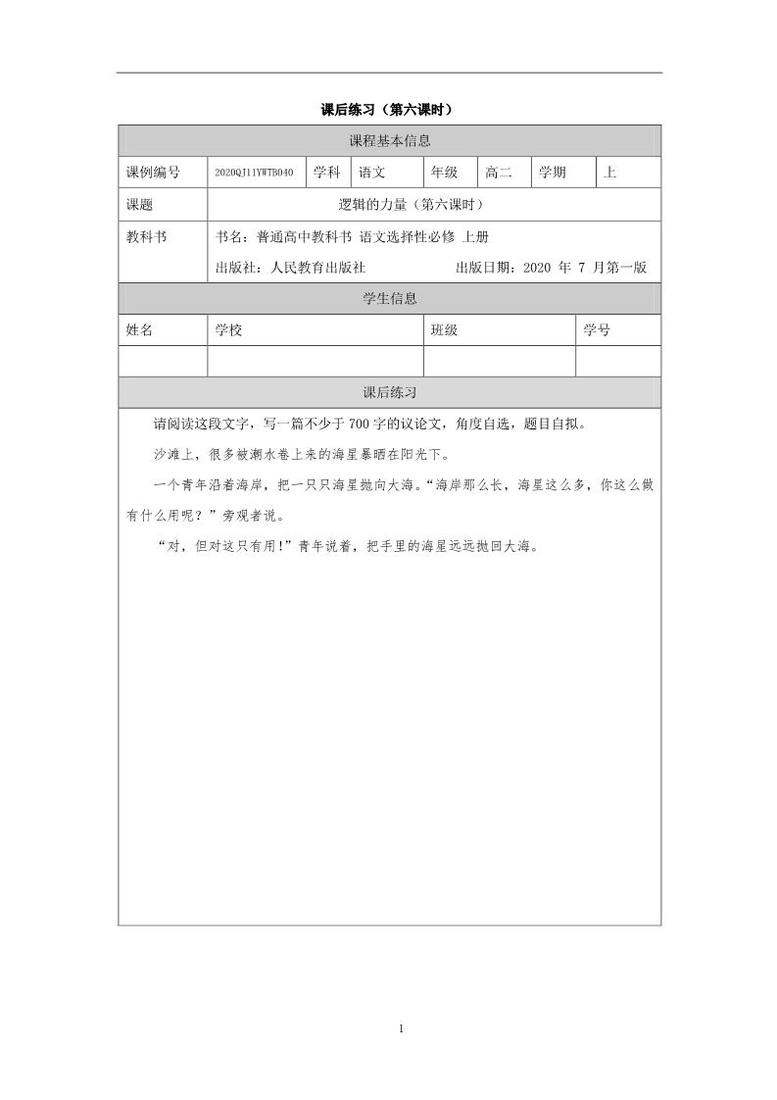 课后练习（第六课时）
课程基本信息
课例编号 2020QJ11YWTB040 学科 语文 年级 高二 学期 上
课题 逻辑的力量（第六课时）
教科书 书名：普通高中教科书 语文选择性必修 上册
出版社：人民教育出版社 出版日期：2020 年 7 月第一版
学生信息
姓名 学校 班级 学号
课后练习
请阅读这段文字，写一篇不少于 700 字的议论文，角度自选，题目自拟。
沙滩上，很多被潮水卷上来的海星暴晒在阳光下。
一个青年沿着海岸，把一只只海星抛向大海。“海岸那么长，海星这么多，你这么做
有什么用呢？”旁观者说。
“对，但对这只有用！”青年说着，把手里的海星远远抛回大海。
1